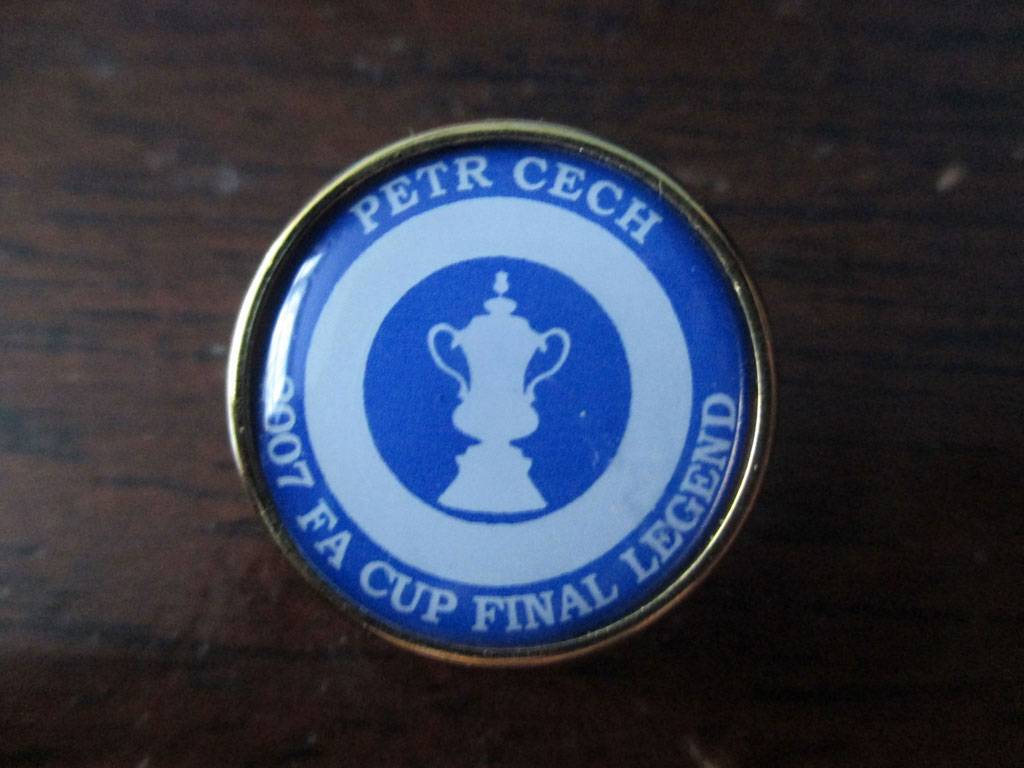 PETR CECH
2007 FA CUP FINAL LEGEND